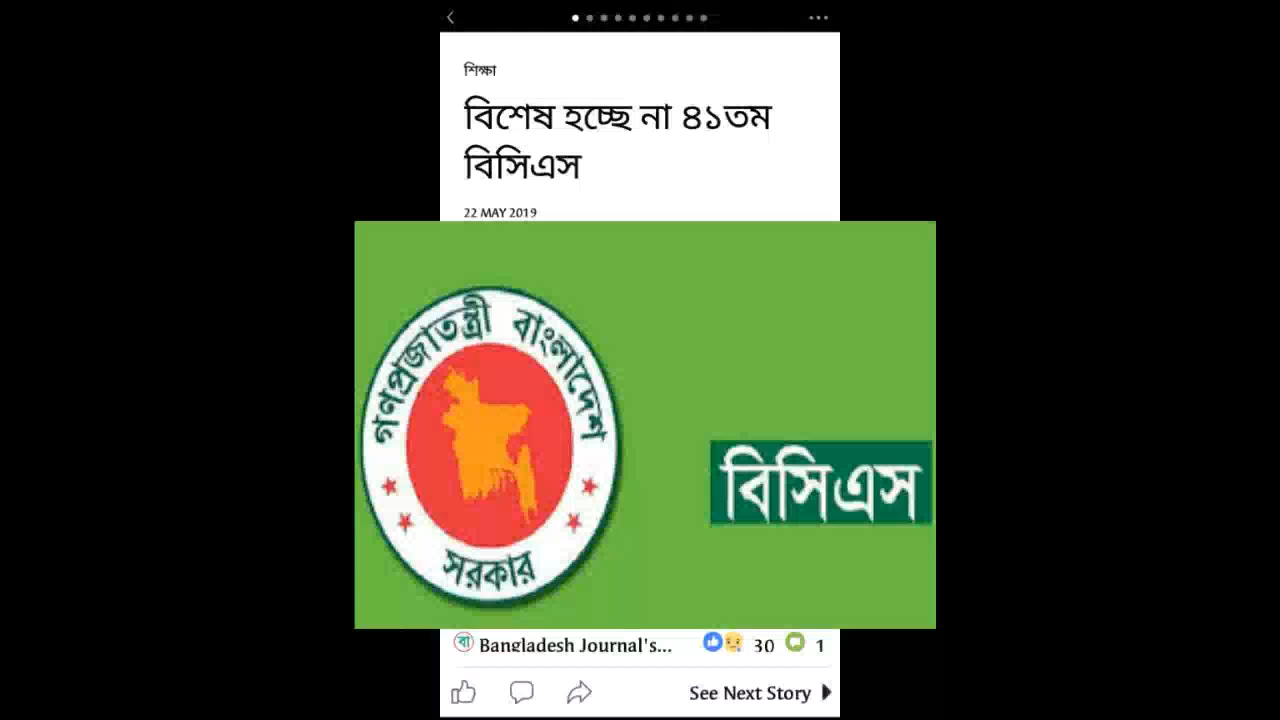 শিক্ষা
বিশেষ হচ্ছে না ৪১তম
বিসিএস
22 MAY 2019
গণপ্রজাতন্ত্রী বাংলাদেশ
সরকার
বিসিএস
বা Bangladesh Journal's... 30 1
See Next Story